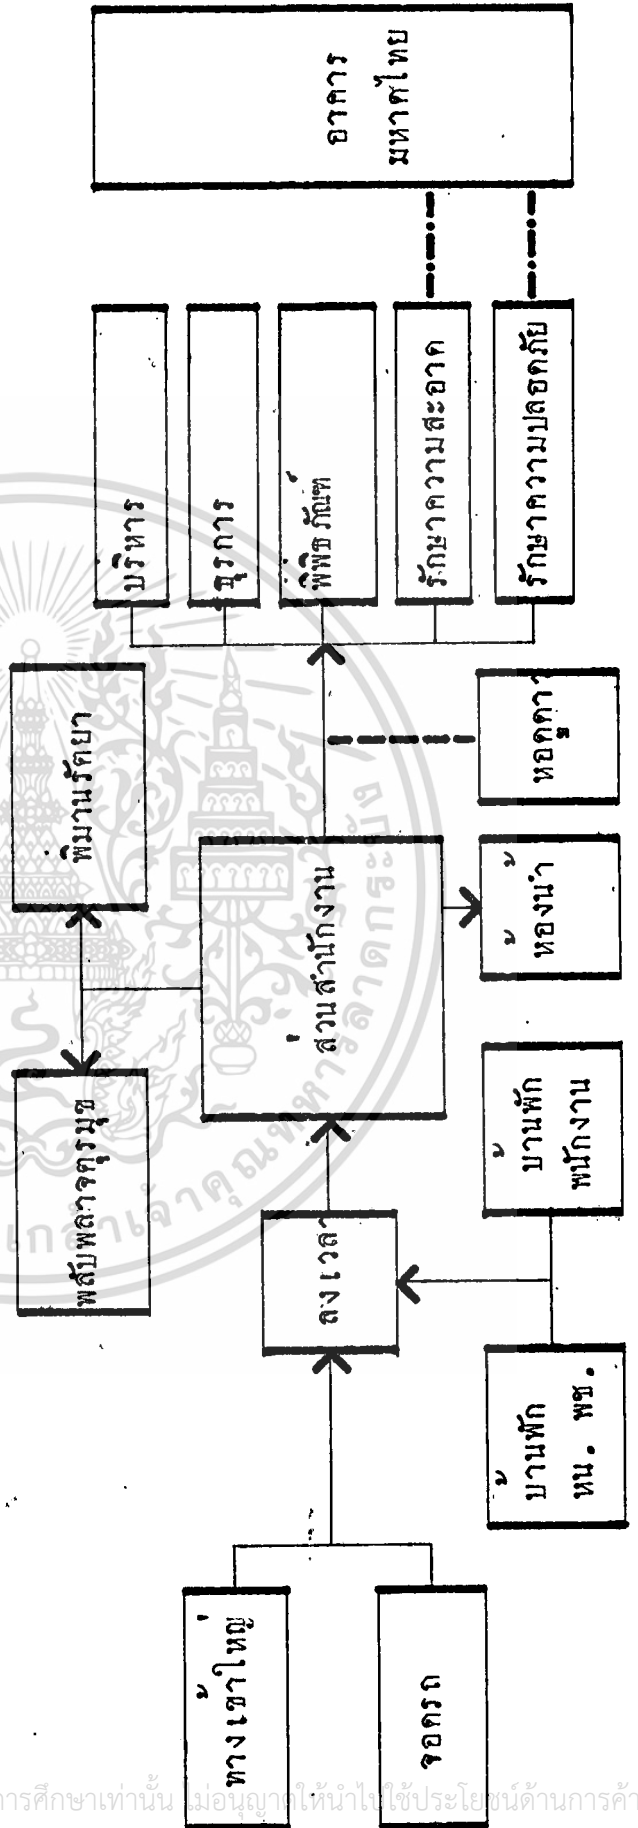 ทางเข้าใหญ่
จอดรถ
บ้านพัก
หน. พช.
บ้านพัก
พนักงาน
ลงเวลา
ส่วนสำนักงาน
พลับพลาจตุรมุข
พิมานรัตยา
ห้องน้ำ
บริหาร
ธุรการ
พิพิธภัณฑ์
รักษาความสะอาด
รักษาความปลอดภัย
อาคาร
มหาดไทย
การศึกษาเท่านั้น ไม่อนุญาตให้นำไปใช้ประโยชน์ด้านการค้า